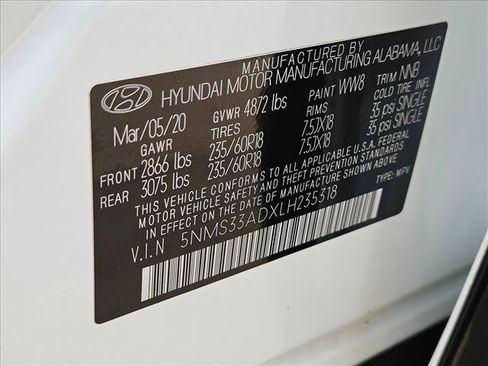 MANUFACTURED BY
HYUNDAI MOTOR MANUFACTURING ALABAMA, LLC
Mar/05/20 GVWR 4872 lbs PAINT WW8 TRIM NNB
GAWR TIRES RIMS COLD TIRE INFL.
FRONT 2866 lbs 235/60R18 7.5JX18 35 psi SINGLE
REAR 3075 lbs 235/60R18 7.5JX18 35 psi SINGLE
THIS VEHICLE CONFORMS TO ALL APPLICABLE U.S.A. FEDERAL
MOTOR VEHICLE SAFETY AND THEFT PREVENTION STANDARDS
IN EFFECT ON THE DATE OF MANUFACTURE SHOWN ABOVE.
V.I.N 5NMS33ADXLH235318 TYPE: MPV